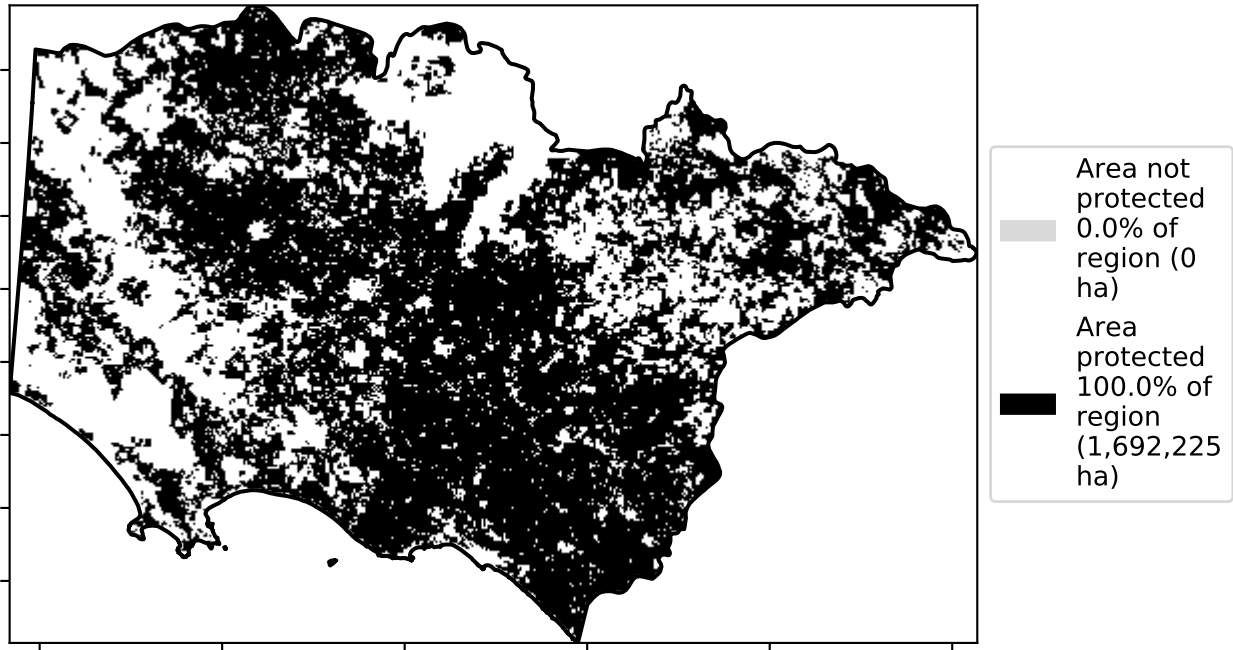 Area not
protected
0.0% of
region (0
ha)
Area
protected
100.0% of
region
(1,692,225
ha)